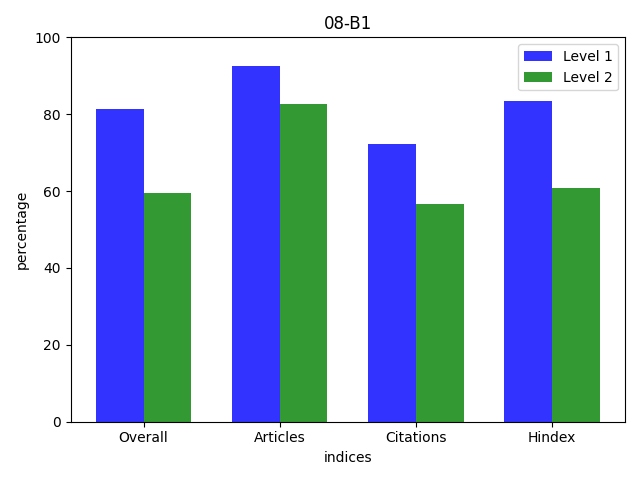 08-B1
Level 1
Level 2
percentage
100
80
60
40
20
0
Overall Articles Citations Hindex
indices